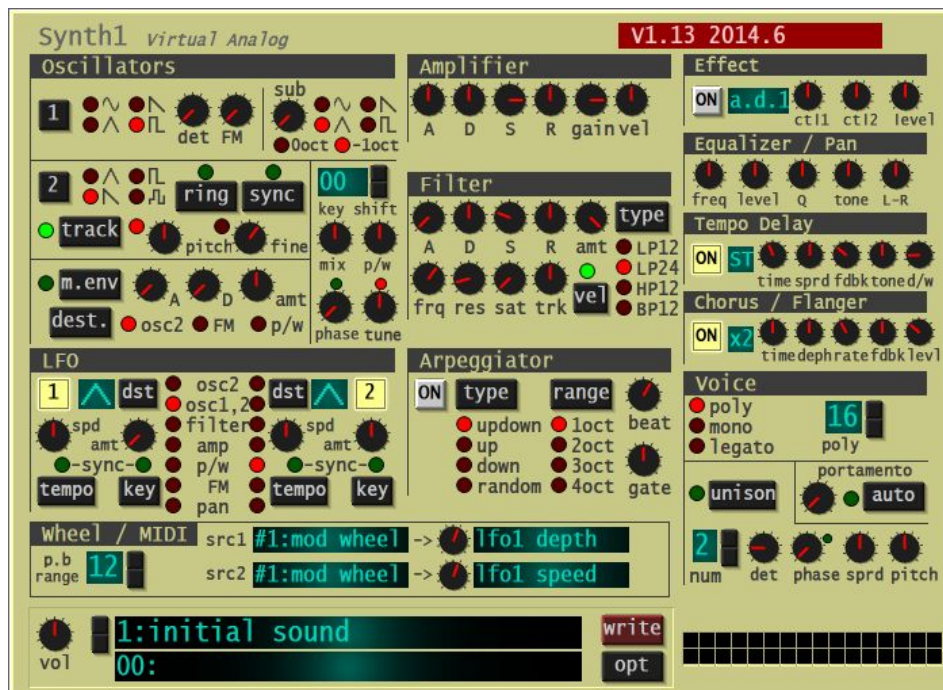 Synth1 Virtual Analog
V1.13 2014.6
Oscillators
1
det FM
sub
0oct -1oct
2
ring sync
track
pitch fine
00
key shift
mix p/w
m.env
A D amt
dest.
osc2 FM p/w
phase tune
Amplifier
A D S R gain vel
Filter
A D S R amt
type
LP12
LP24
HP12
BP12
frq res sat trk
vel
Effect
ON a.d.1
ctl1 ctl2 level
Equalizer / Pan
freq level Q tone L-R
Tempo Delay
ON ST
time sprd fdbk toned/w
Chorus / Flanger
ON x2
time deph rate fdbk levl
LFO
1 dst
spd
amt
sync
tempo key
osc2
osc1,2
filter
amp
p/w
FM
pan
dst 2
spd
amt
sync
tempo key
Arpeggiator
ON type range
updown
up
down
random
1oct
2oct
3oct
4oct
beat
gate
Voice
poly
mono
legato
16
poly
unison
portamento
auto
2
num
det phase sprd pitch
Wheel / MIDI
p.b
range
12
src1 #1:mod wheel -> lfo1 depth
src2 #1:mod wheel -> lfo1 speed
vol
1:initial sound
00:
write
opt